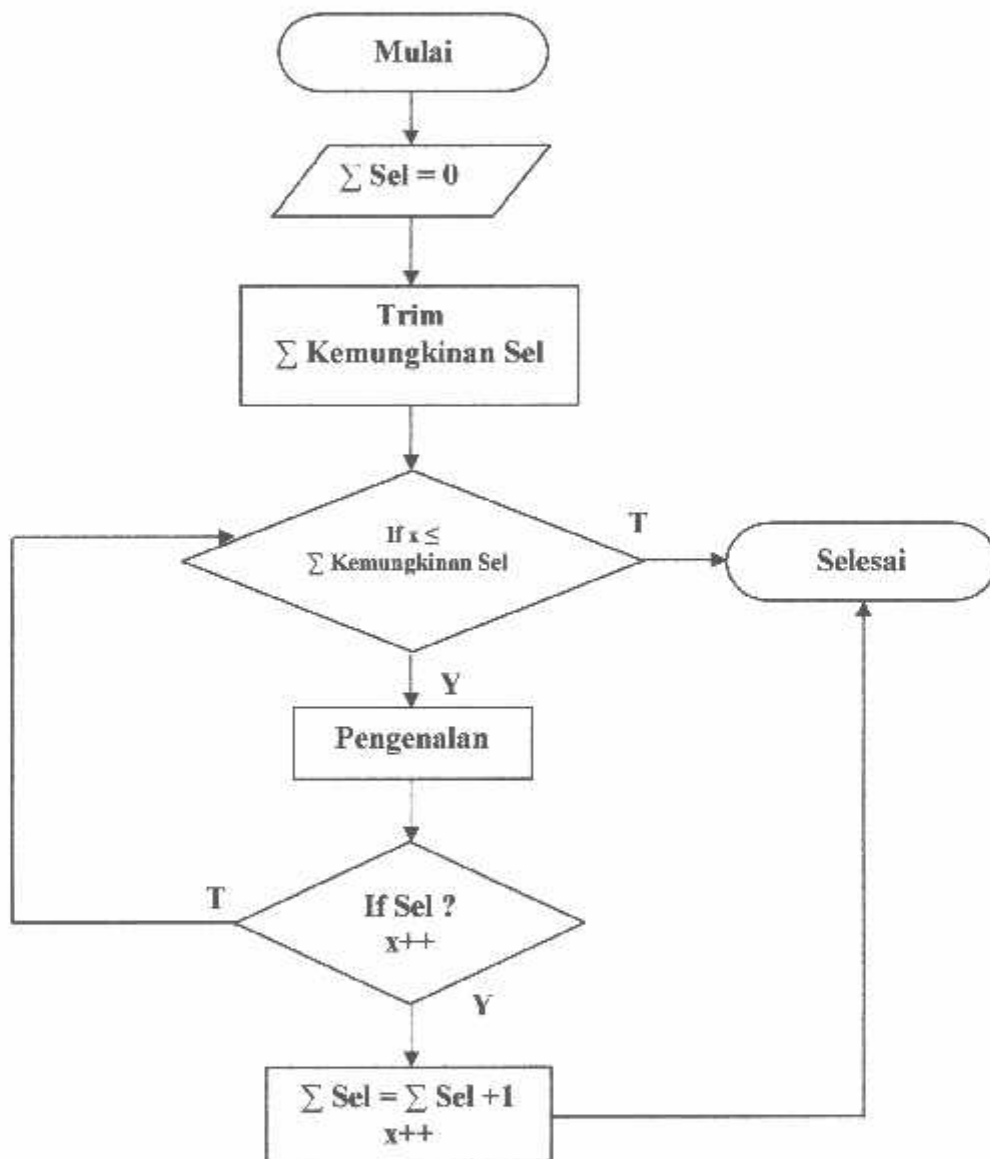 Mulai
∑ Sel = 0
Trim
∑ Kemungkinan Sel
If x ≤
∑ Kemungkinan Sel
T
Selesai
Y
Pengenalan
T
If Sel ?
x++
Y
∑ Sel = ∑ Sel +1
x++